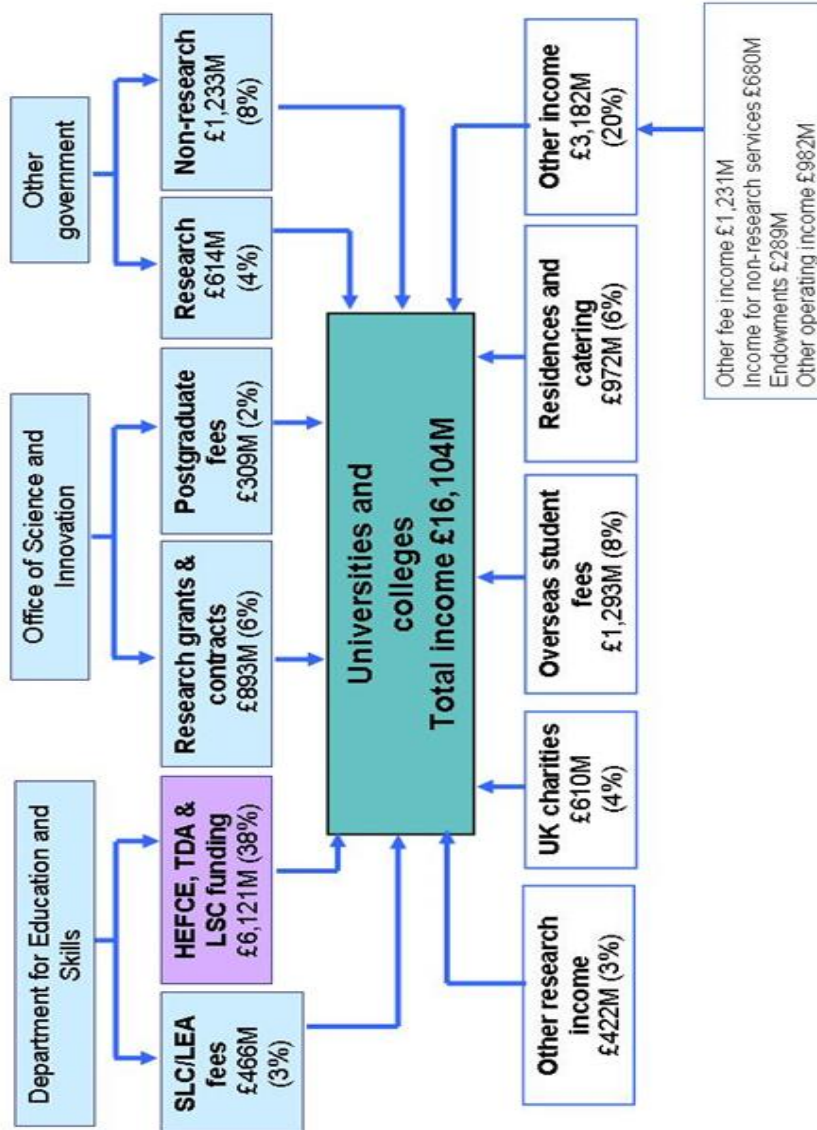 Department for Education and
Skills
Office of Science and
Innovation
Other
government
SLC/LEA
fees
£466M
(3%)
HEFCE, TDA &
LSC funding
£6,121M (38%)
Research grants &
contracts
£893M (6%)
Postgraduate
fees
£309M (2%)
Research
£614M
(4%)
Non-research
£1,233M
(8%)
Universities and
colleges
Total income £16,104M
Other research
income
£422M (3%)
UK charities
£610M
(4%)
Overseas student
fees
£1,293M (8%)
Residences and
catering
£972M (6%)
Other income
£3,182M
(20%)
Other fee income £1,231M
Income for non-research services £680M
Endowments £289M
Other operating income £982M